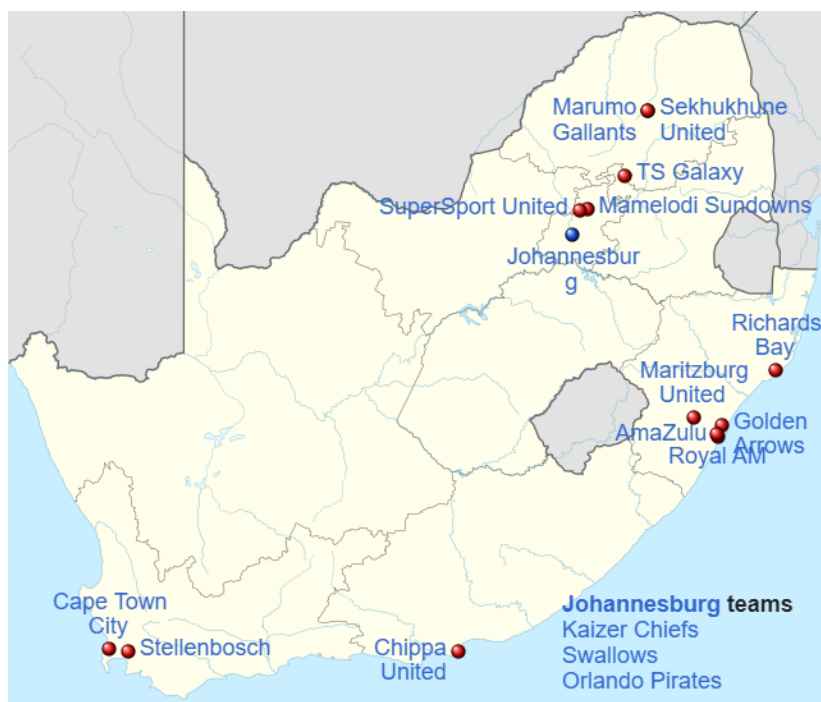 Marumo
Gallants
Sekhukhune
United
TS Galaxy
SuperSport United
Mamelodi Sundowns
Johannesbur
g
Richards
Bay
Maritzburg
United
Golden
Arrows
AmaZulu
Royal AM
Cape Town
City
Stellenbosch
Chippa
United
Johannesburg teams
Kaizer Chiefs
Swallows
Orlando Pirates